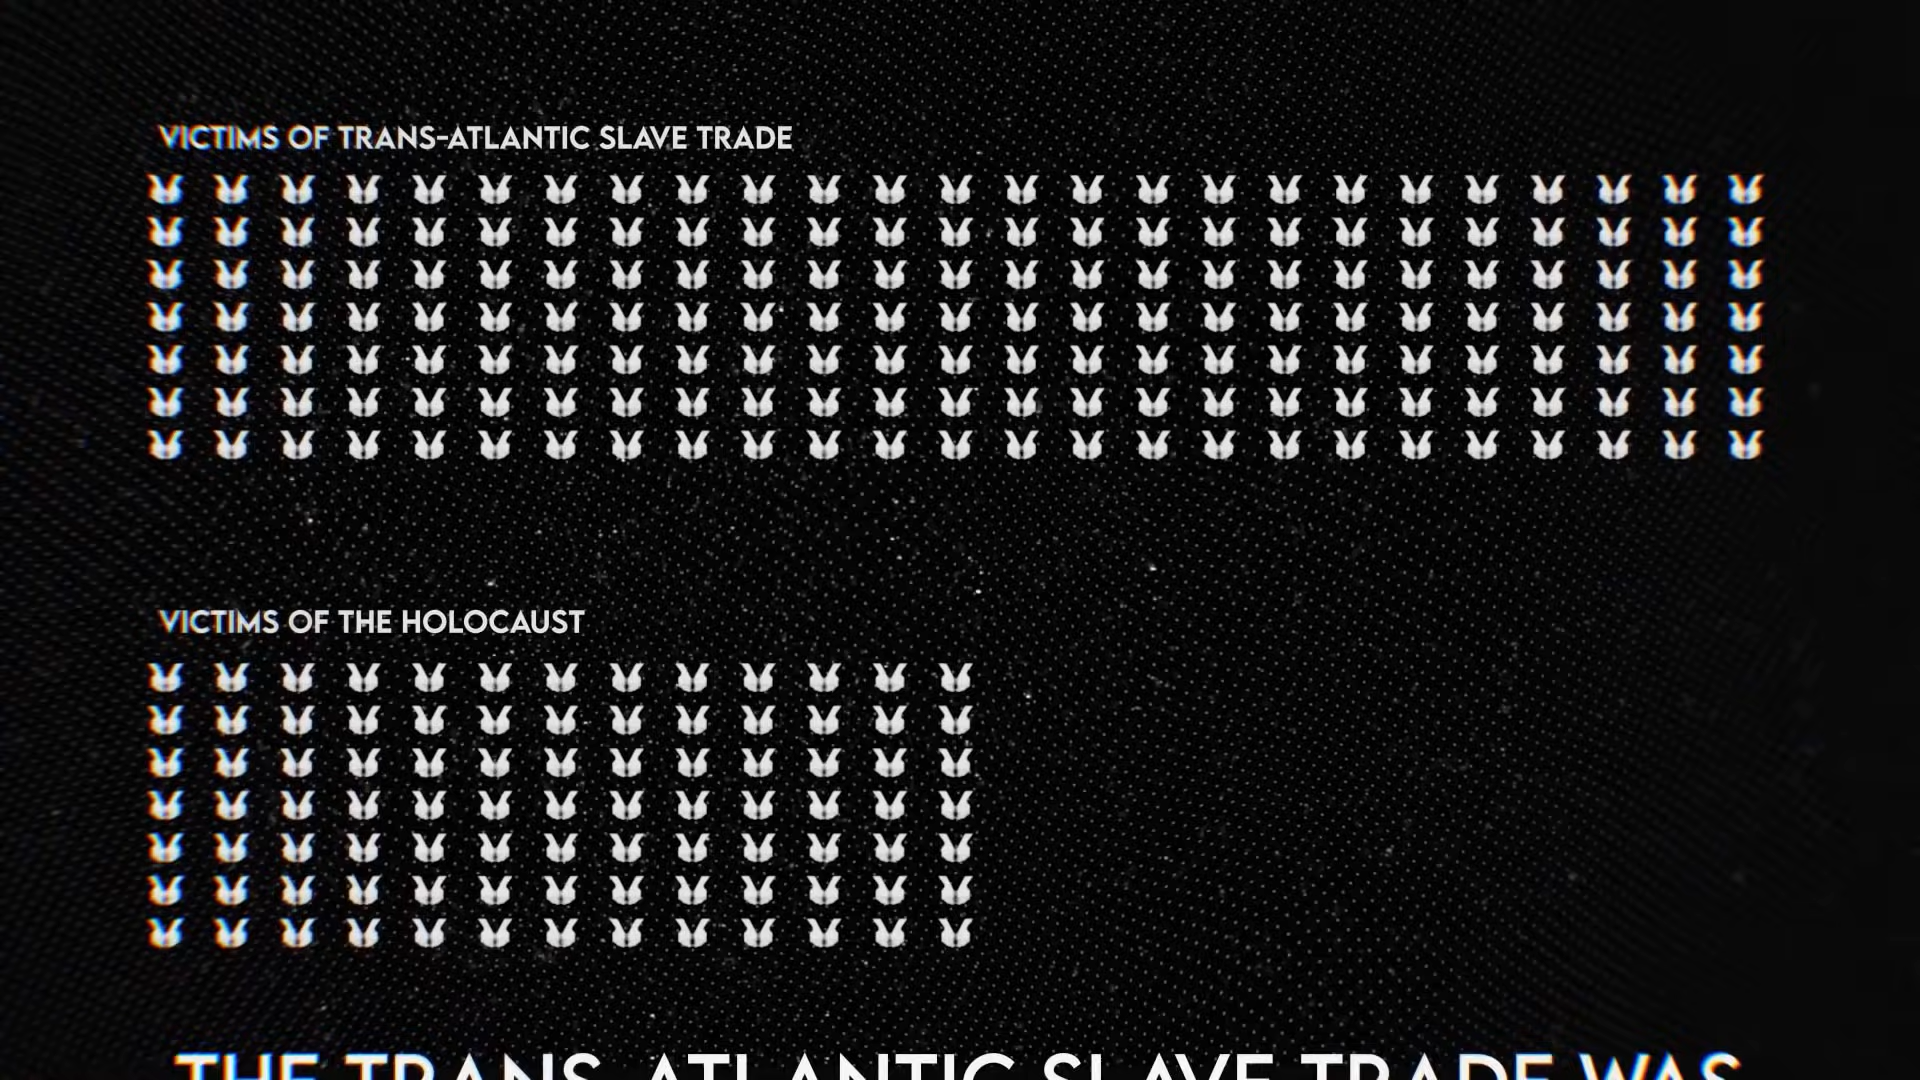 VICTIMS OF TRANS-ATLANTIC SLAVE TRADE
VICTIMS OF THE HOLOCAUST
THE TRANS-ATLANTIC SLAVE TRADE WAS